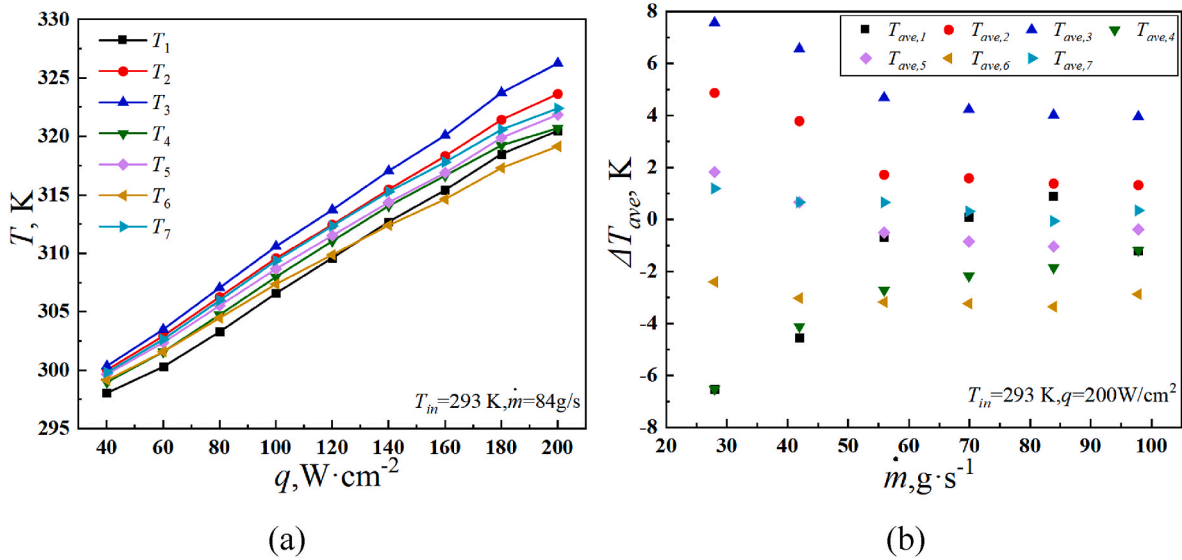 T, K
330
325
320
315
310
305
300
295
T1
T2
T3
T4
T5
T6
T7
Tin=293 K,ṁ=84g/s
40 60 80 100 120 140 160 180 200
q,W·cm-2
(a)
ΔTave, K
8
6
4
2
0
-2
-4
-6
-8
Tave,1 Tave,2 Tave,3 Tave,4
Tave,5 Tave,6 Tave,7
Tin=293 K,q=200W/cm2
20 30 40 50 60 70 80 90 100
ṁ,g·s-1
(b)